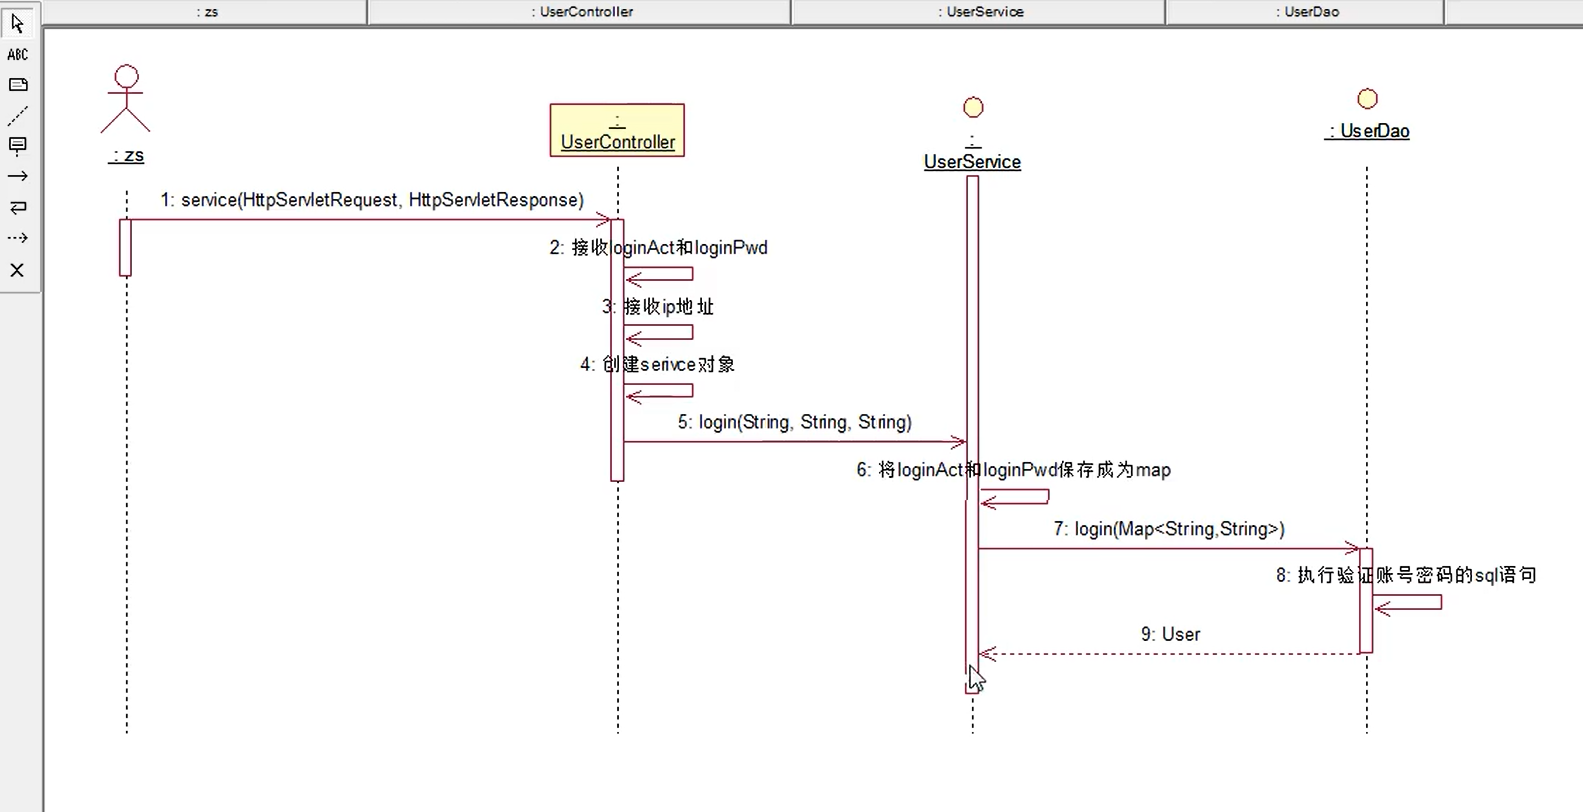 : zs
: UserController
: UserService
: UserDao
ABC
: zs
:
UserController
:
UserService
: UserDao
1: service(HttpServletRequest, HttpServletResponse)
2: 接收loginAct和loginPwd
3: 接收ip地址
4: 创建serivce对象
5: login(String, String, String)
6: 将loginAct和loginPwd保存成为map
7: login(Map<String,String>)
8: 执行验证账号密码的sql语句
9: User